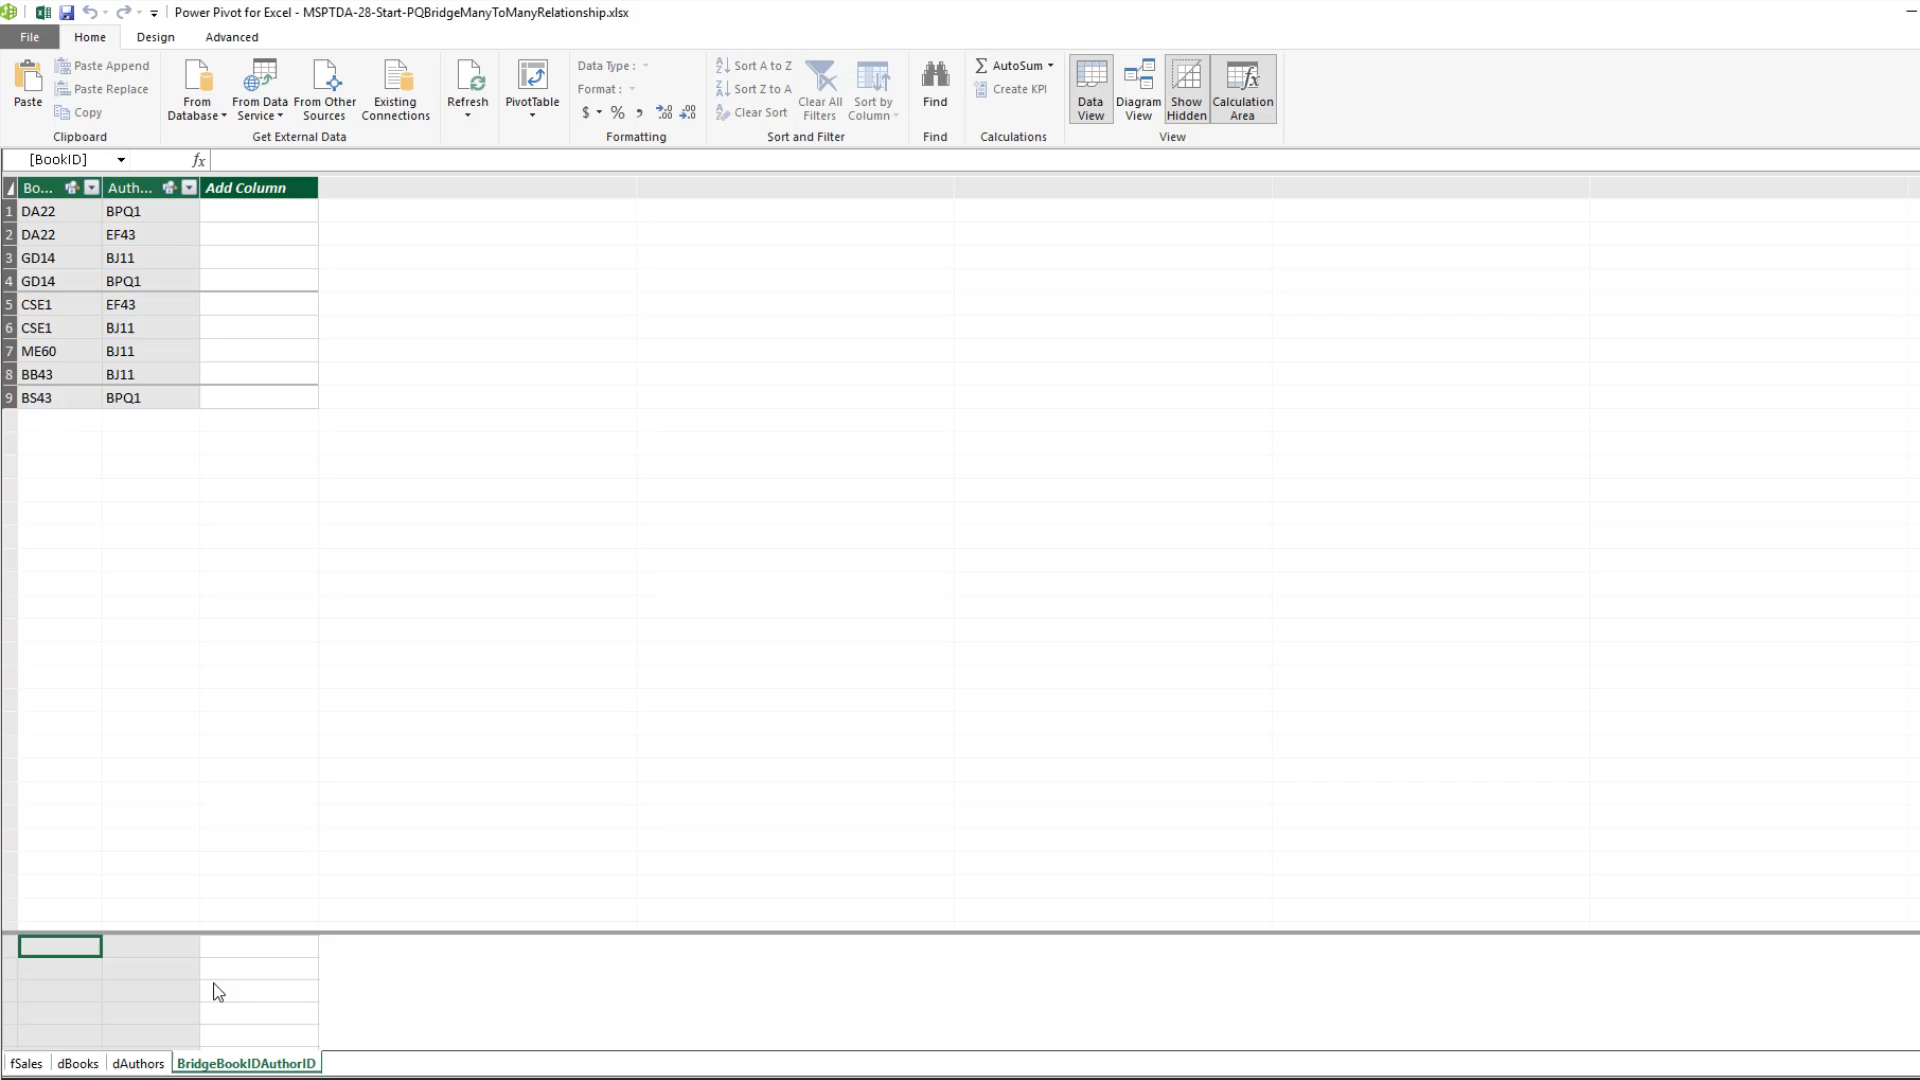 Power Pivot for Excel - MSPTDA-28-Start-PQBridgeManyToManyRelationship.xlsx
File Home Design Advanced
Paste
Paste Append
Paste Replace
Copy
Clipboard
From Database
From Data Service
From Other Sources
Existing Connections
Get External Data
Refresh
PivotTable
Data Type :
Format :
$ % , .00 .00
Formatting
Sort A to Z
Sort Z to A
Clear Sort
Clear All Filters
Sort by Column
Sort and Filter
Find
Find
AutoSum
Create KPI
Calculations
Data View
Diagram View
Show Hidden
Calculation Area
View
[BookID] fx
Bo... Auth... Add Column
1 DA22 BPQ1
2 DA22 EF43
3 GD14 BJ11
4 GD14 BPQ1
5 CSE1 EF43
6 CSE1 BJ11
7 ME60 BJ11
8 BB43 BJ11
9 BS43 BPQ1
fSales dBooks dAuthors BridgeBookIDAuthorID